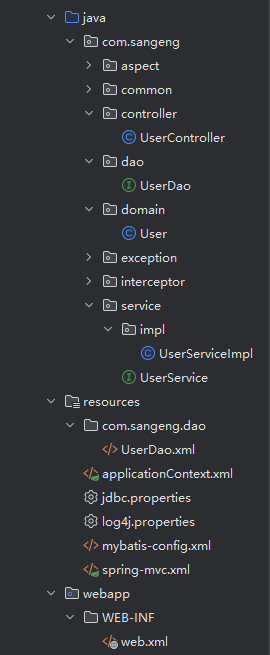 java
com.sangeng
aspect
common
controller
UserController
dao
UserDao
domain
User
exception
interceptor
service
impl
UserServiceImpl
UserService
resources
com.sangeng.dao
UserDao.xml
applicationContext.xml
jdbc.properties
log4j.properties
mybatis-config.xml
spring-mvc.xml
webapp
WEB-INF
web.xml